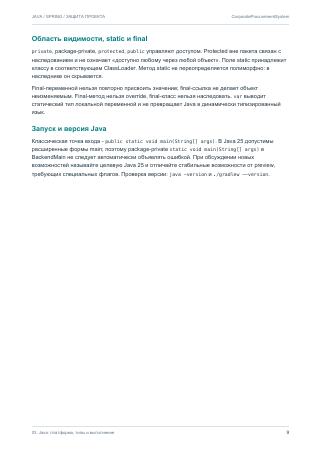 JAVA / SPRING / ЗАЩИТА ПРОЕКТА
CorporateProcurementSystem
Область видимости, static и final
private, package-private, protected, public управляют доступом. Protected вне пакета связан с
наследованием и не означает «доступно любому через любой объект». Поле static принадлежит
классу в соответствующем ClassLoader. Метод static не переопределяется полиморфно: в
наследнике он скрывается.
Final-переменной нельзя повторно присвоить значение; final-ссылка не делает объект
неизменяемым. Final-метод нельзя override, final-класс нельзя наследовать. var выводит
статический тип локальной переменной и не превращает Java в динамически типизированный
язык.
Запуск и версия Java
Классическая точка входа - public static void main(String[] args). В Java 25 допустимы
расширенные формы main; поэтому package-private static void main(String[] args) в
BackendMain не следует автоматически объявлять ошибкой. При обсуждении новых
возможностей называйте целевую Java 25 и отличайте стабильные возможности от preview,
требующих специальных флагов. Проверка версии: java -version и ./gradlew --version.
03. Java: платформа, типы и выполнение
9